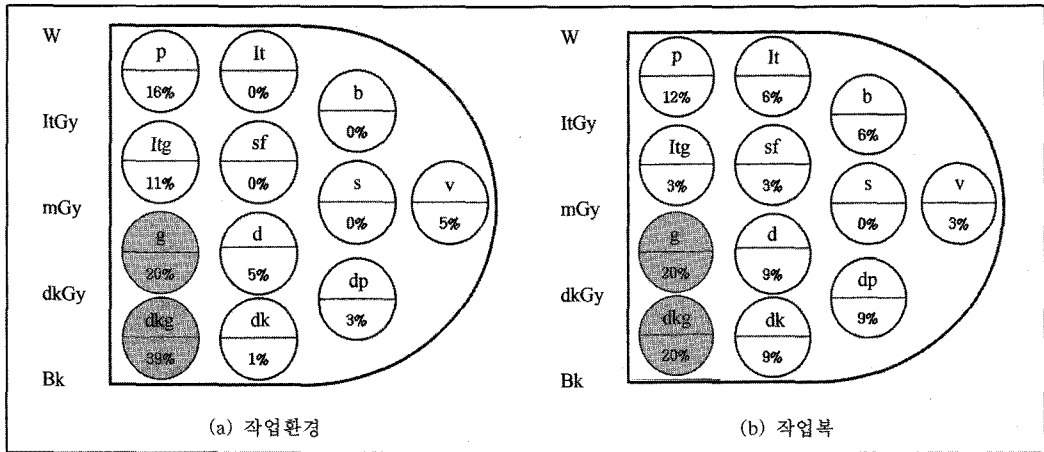 W
p
16%
lt
0%
b
0%
ltGy
ltg
11%
sf
0%
s
0%
v
5%
mGy
g
20%
d
5%
dp
3%
dkGy
dkg
39%
dk
1%
Bk
(a) 작업환경
W
p
12%
lt
6%
b
6%
ltGy
ltg
3%
sf
3%
s
0%
v
3%
mGy
g
20%
d
9%
dp
9%
dkGy
dkg
20%
dk
9%
Bk
(b) 작업복